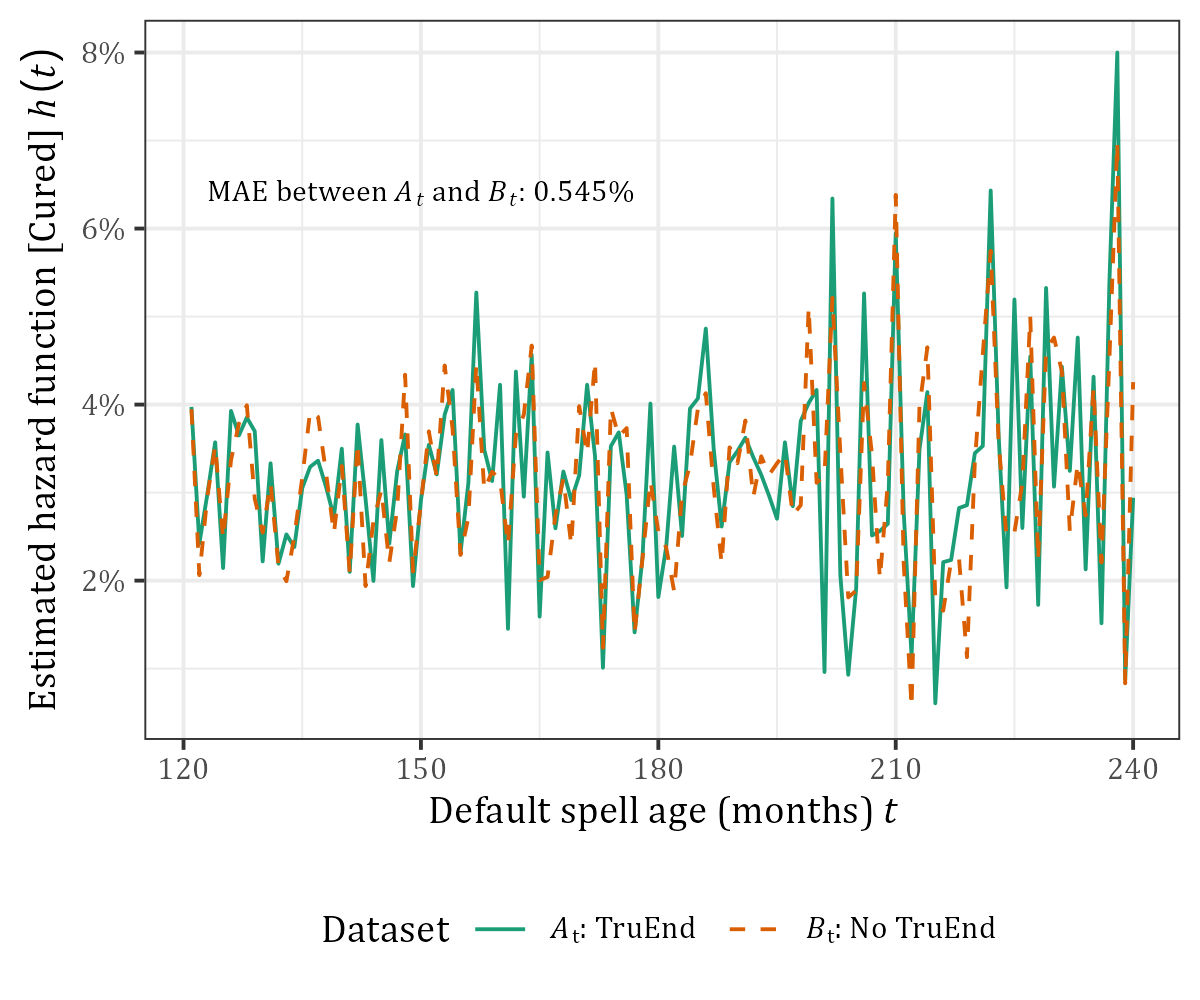 Estimated hazard function [Cured] h(t)
8%
6%
4%
2%
MAE between A_t and B_t: 0.545%
120 150 180 210 240
Default spell age (months) t
Dataset A_t: TruEnd B_t: No TruEnd